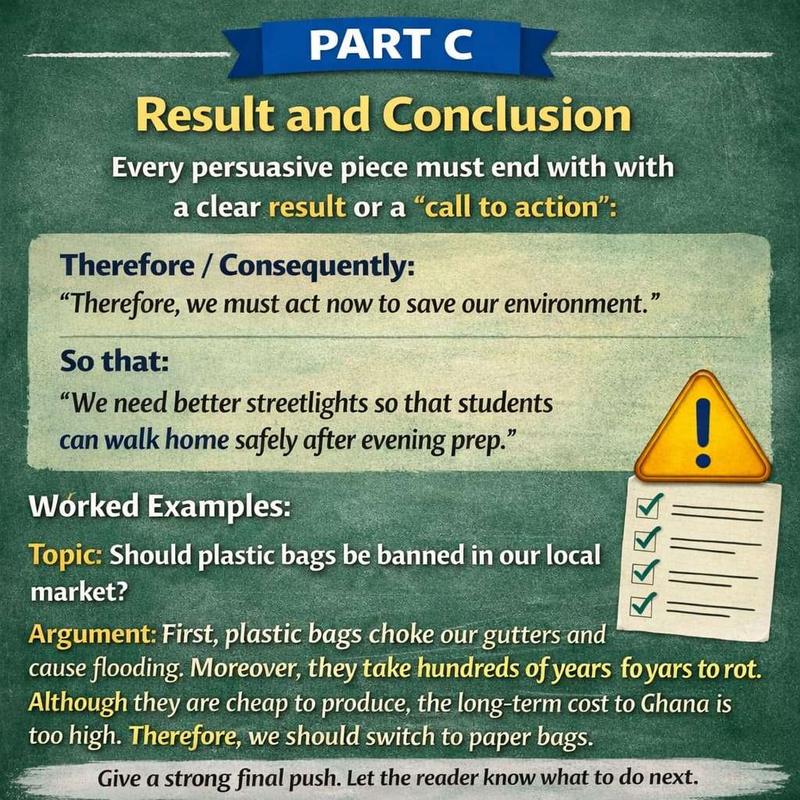 PART C
Result and Conclusion
Every persuasive piece must end with with
a clear result or a “call to action”:
Therefore / Consequently:
“Therefore, we must act now to save our environment.”
So that:
“We need better streetlights so that students
can walk home safely after evening prep.”
Worked Examples:
Topic: Should plastic bags be banned in our local
market?
Argument: First, plastic bags choke our gutters and
cause flooding. Moreover, they take hundreds of years fo yars to rot.
Although they are cheap to produce, the long-term cost to Ghana is
too high. Therefore, we should switch to paper bags.
Give a strong final push. Let the reader know what to do next.